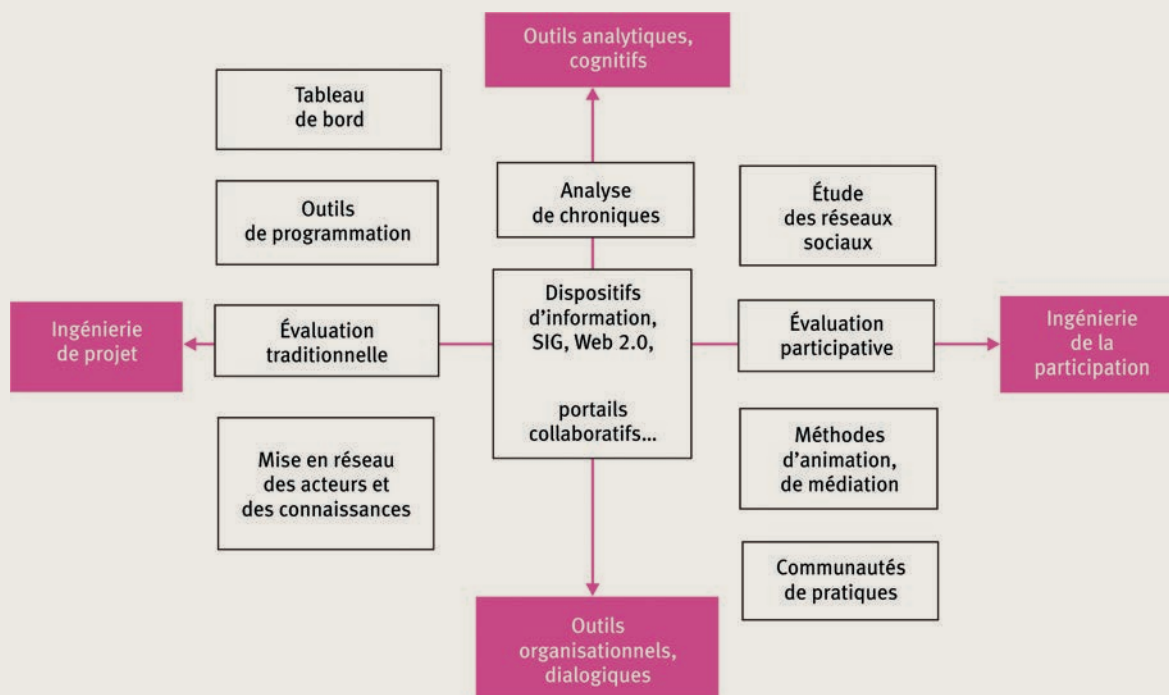 Outils analytiques,
cognitifs
Tableau
de bord
Analyse
de chroniques
Étude
des réseaux
sociaux
Outils
de programmation
Ingénierie
de projet
Évaluation
traditionnelle
Dispositifs
d'information,
SIG, Web 2.0,
portails
collaboratifs...
Évaluation
participative
Ingénierie
de la
participation
Mise en réseau
des acteurs et
des connaissances
Méthodes
d'animation,
de médiation
Communautés
de pratiques
Outils
organisationnels,
dialogiques